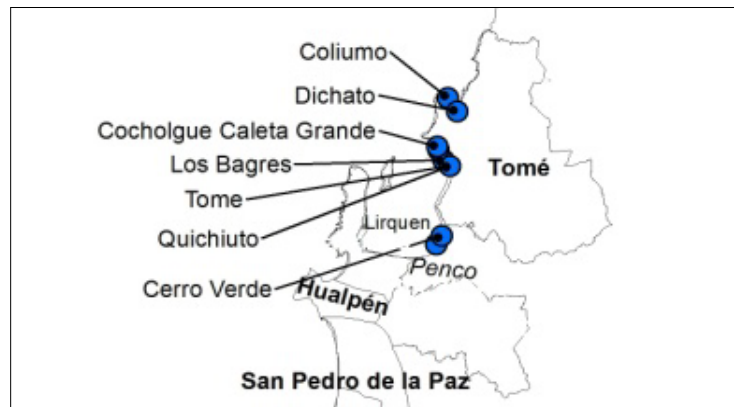 Coliumo
Dichato
Cocholgue Caleta Grande
Los Bagres
Tomé
Tome
Lirquen
Quichiuto
Penco
Cerro Verde
Hualpén
San Pedro de la Paz